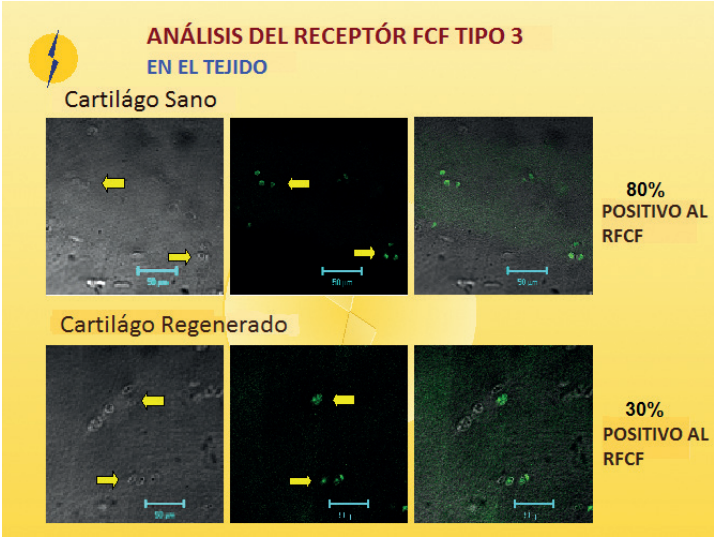 ANÁLISIS DEL RECEPTÓR FCF TIPO 3
EN EL TEJIDO
Cartilágo Sano
50 µm
50 µm
50 µm
80%
POSITIVO AL
RFCF
Cartilágo Regenerado
50 µm
30%
POSITIVO AL
RFCF